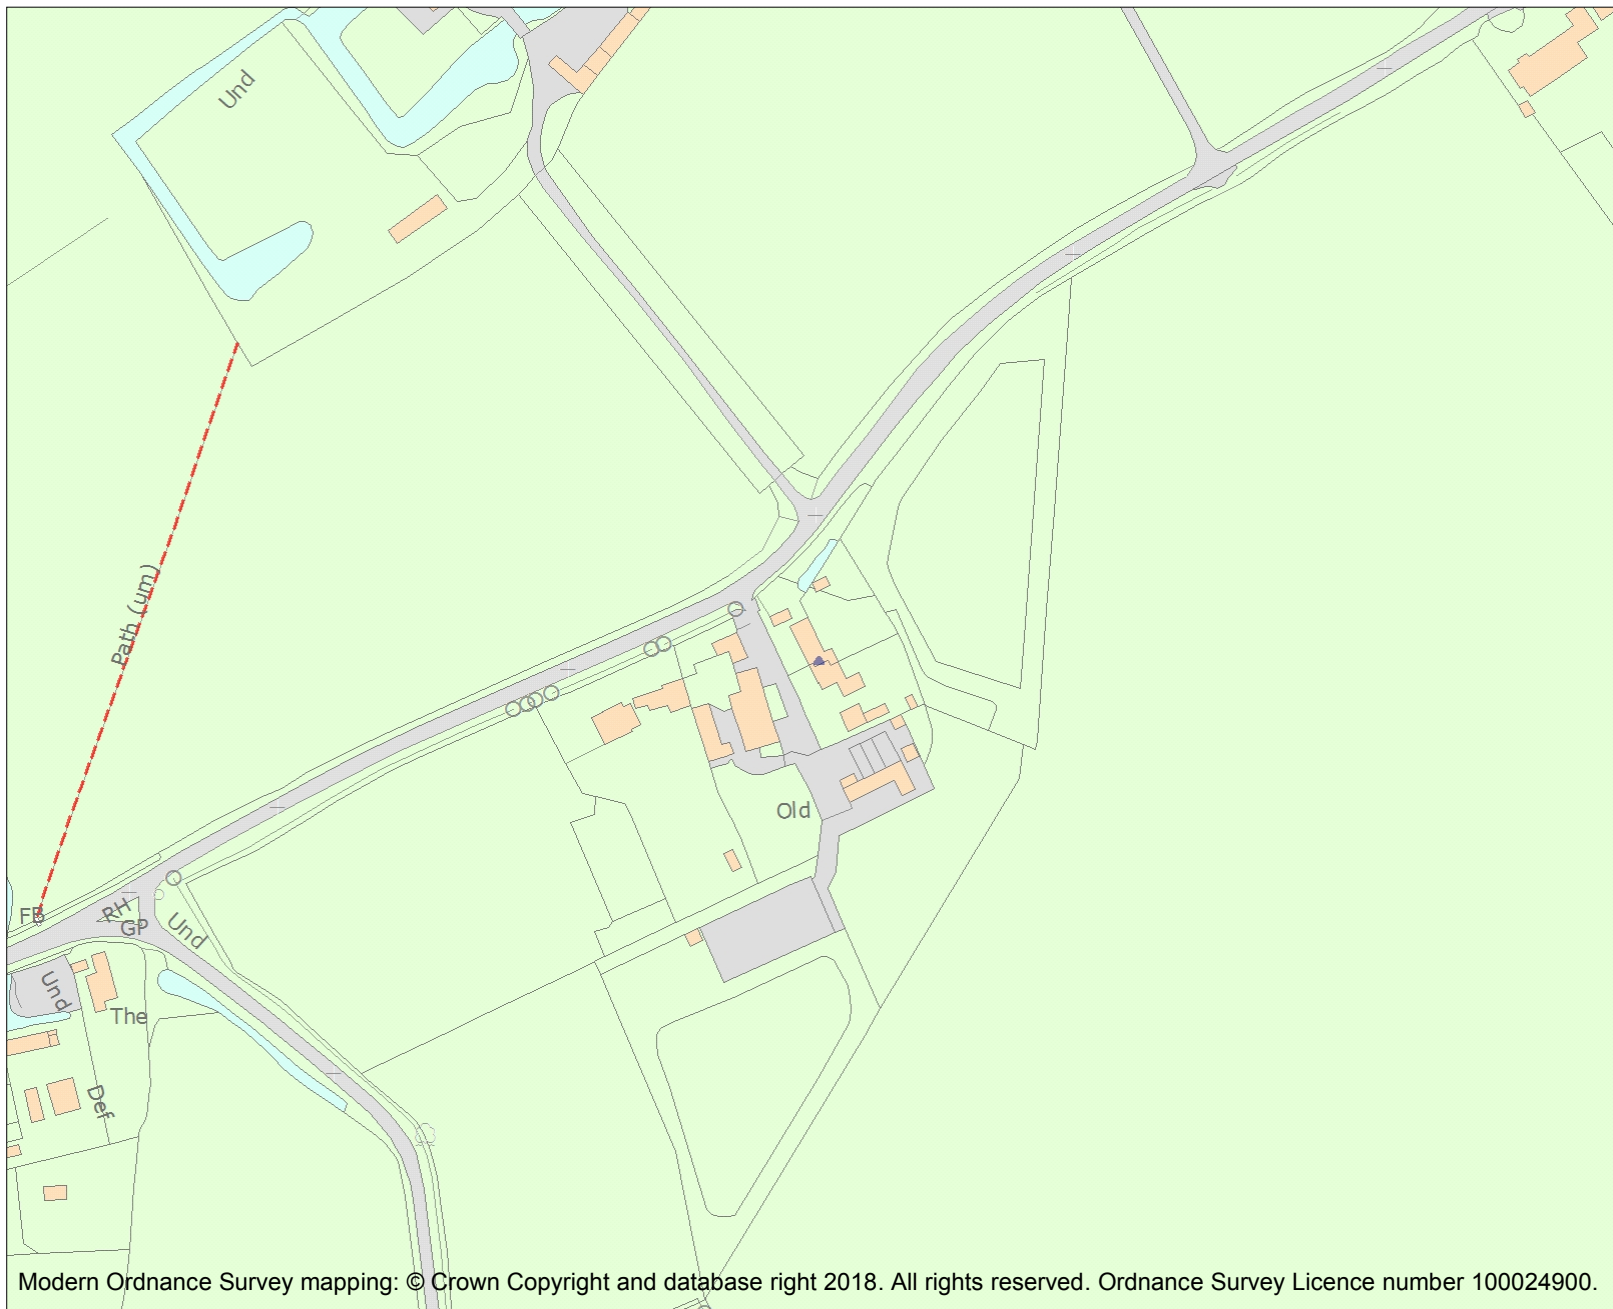 Und
Path (um)
Old
FB
RH
GP
Und
Und
The
Def
Modern Ordnance Survey mapping: © Crown Copyright and database right 2018. All rights reserved. Ordnance Survey Licence number 100024900.